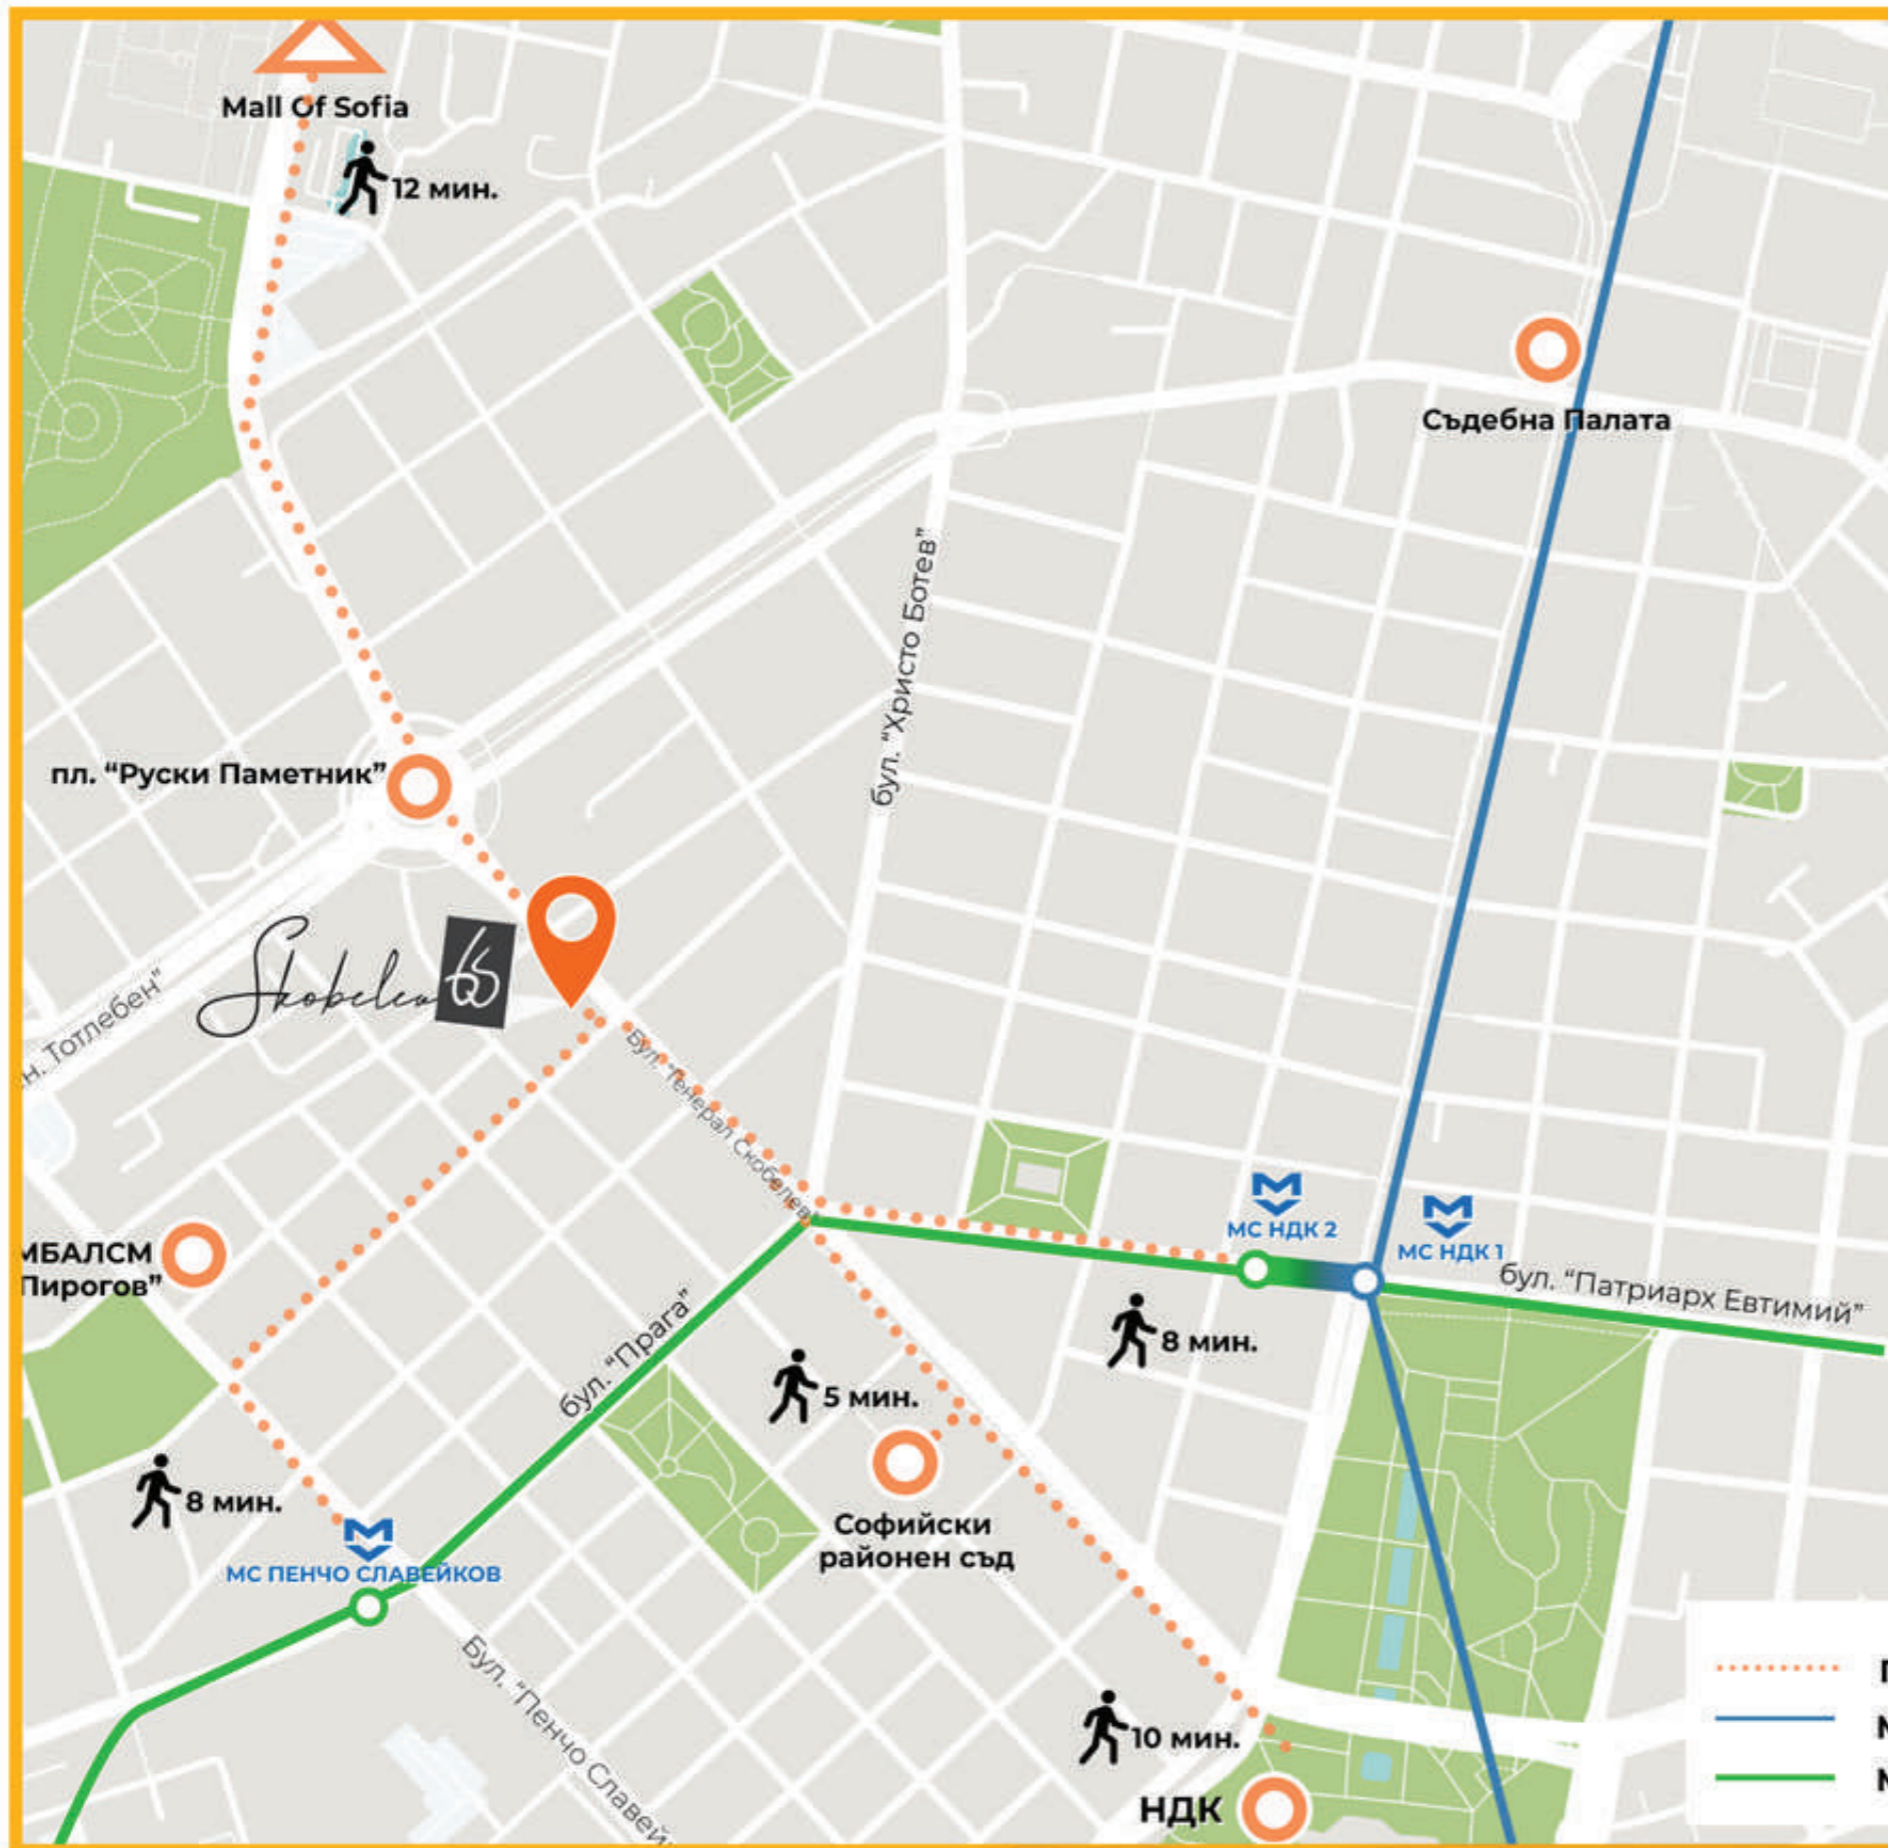 Mall Of Sofia
12 мин.
Съдебна Палата
бул. “Христо Ботев”
пл. “Руски Паметник”
Skobelev 65
н. Тотлебен”
Бул. “Генерал Скобелев”
МБАЛСМ
Пирогов”
МС НДК 2
МС НДК 1
бул. “Патриарх Евтимий”
8 мин.
бул. “Прага”
5 мин.
Софийски
районен съд
8 мин.
МС ПЕНЧО СЛАВЕЙКОВ
Бул. “Пенчо Славей
10 мин.
НДК